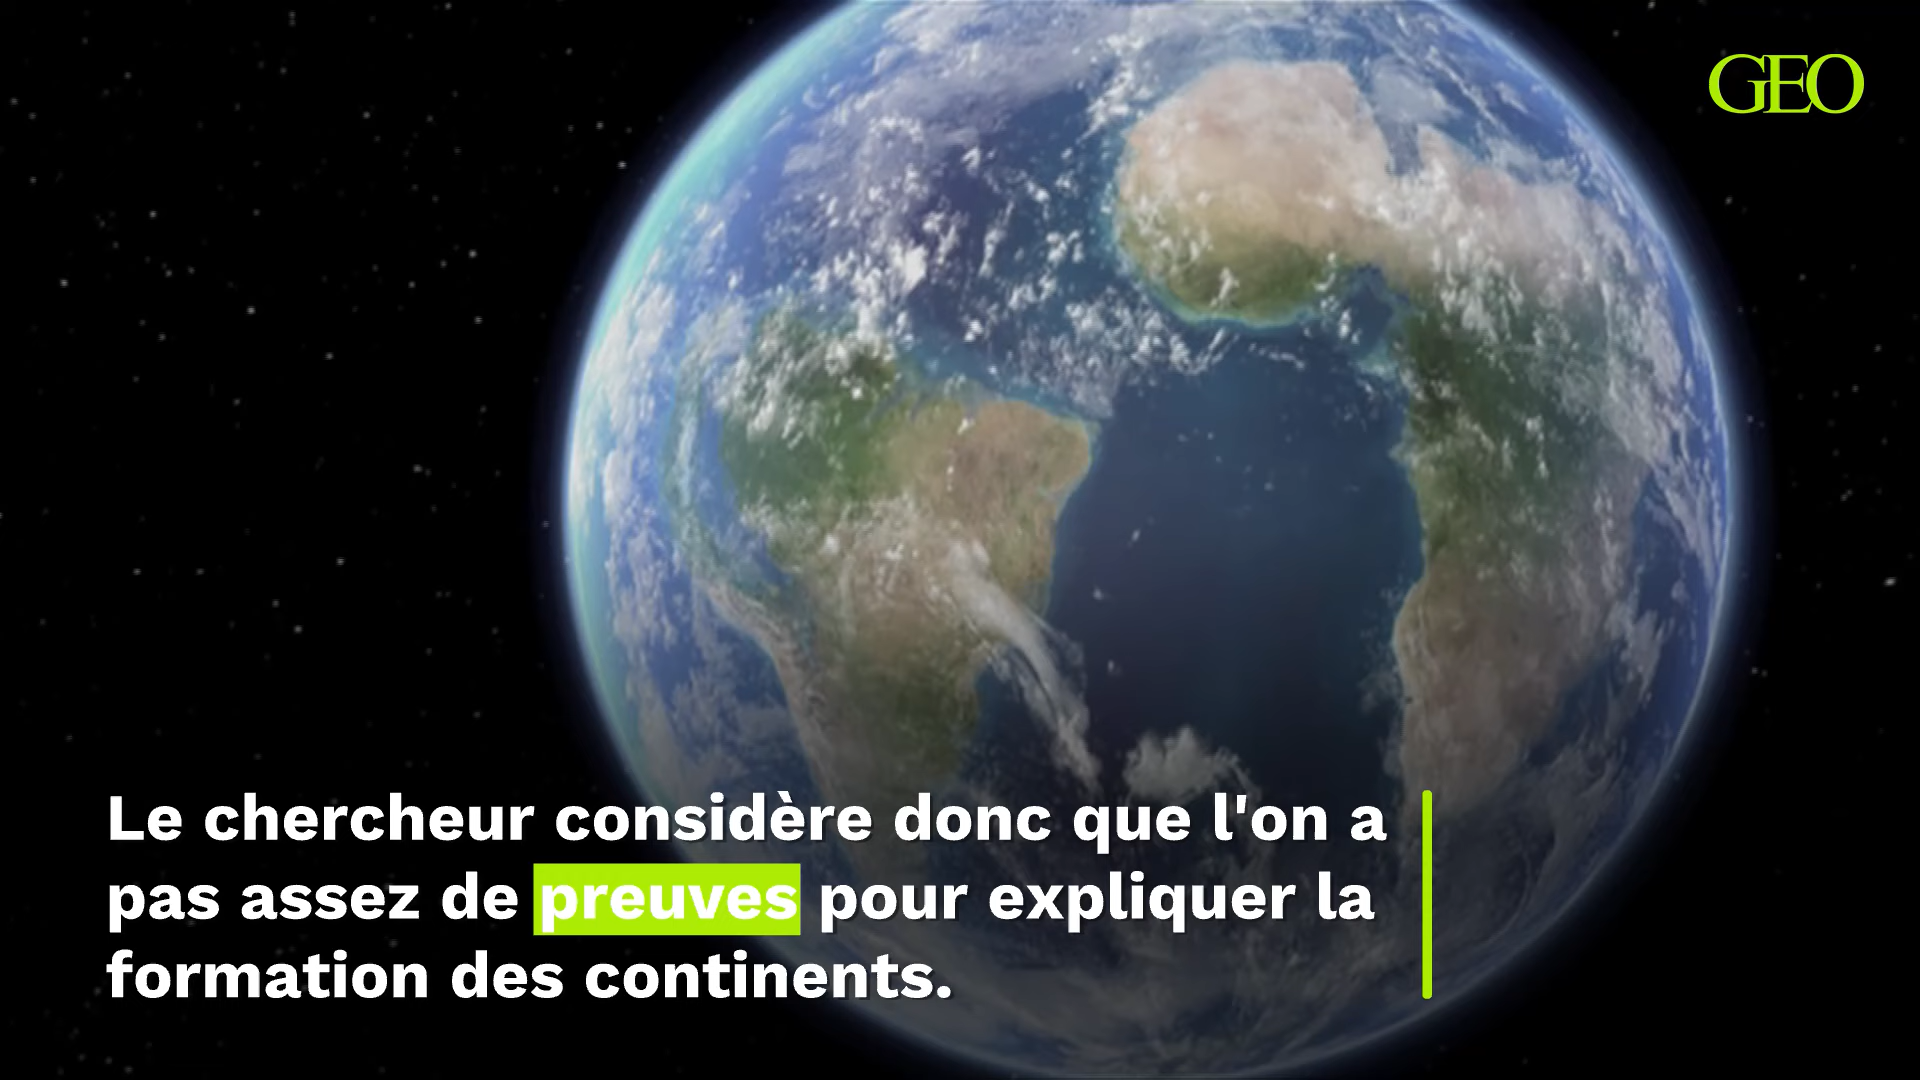 GEO
Le chercheur considère donc que l'on a
pas assez de preuves pour expliquer la
formation des continents.